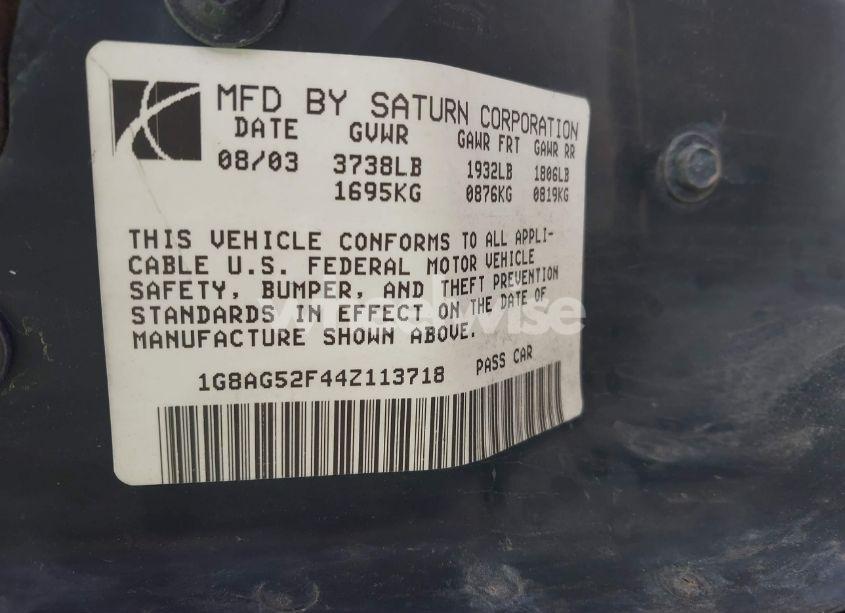 MFD BY SATURN CORPORATION
DATE GVWR GAWR FRT GAWR RR
08/03 3738LB 1932LB 1806LB
1695KG 0876KG 0819KG
THIS VEHICLE CONFORMS TO ALL APPLI-
CABLE U.S. FEDERAL MOTOR VEHICLE
SAFETY, BUMPER, AND THEFT PREVENTION
STANDARDS IN EFFECT ON THE DATE OF
MANUFACTURE SHOWN ABOVE.
1G8AG52F44Z113718 PASS CAR